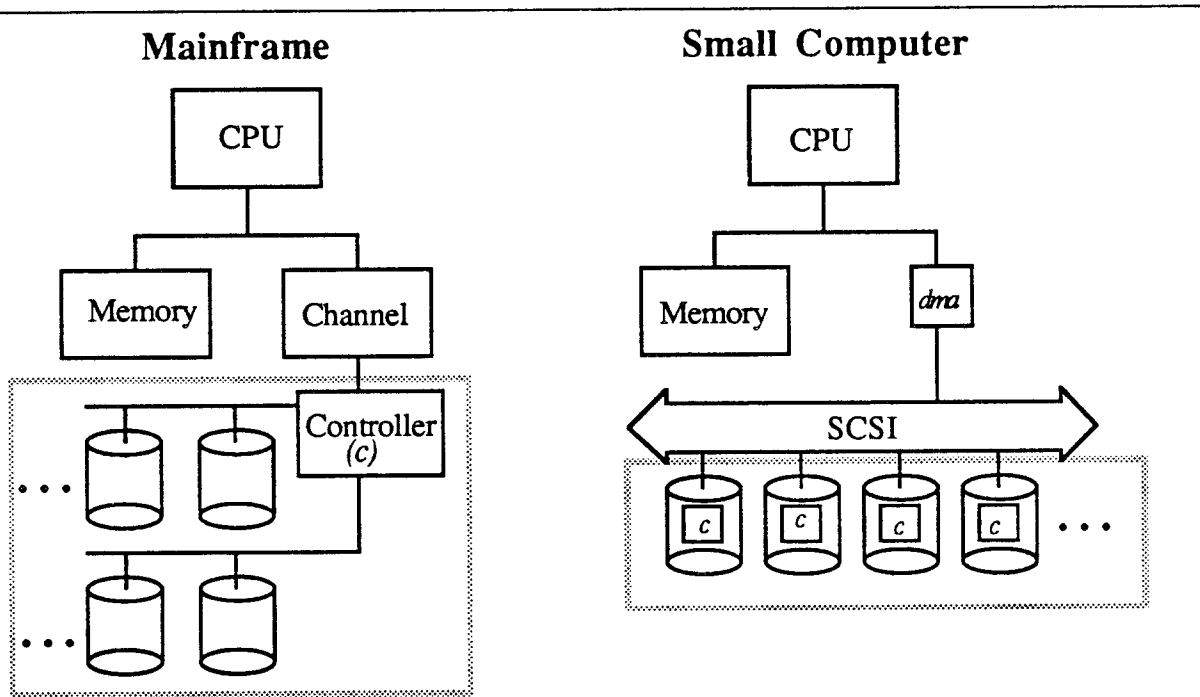 Mainframe
CPU
Memory
Channel
Controller
(c)
. . .
. . .
Small Computer
CPU
Memory
dma
SCSI
c
c
c
c
. . .